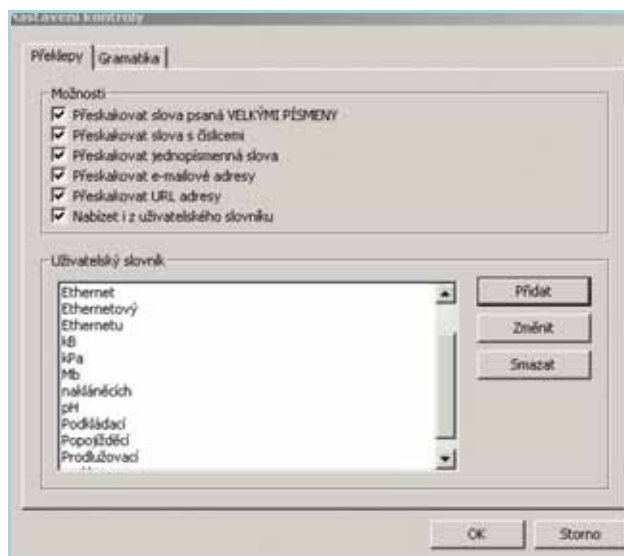 Nastavení kontroly
Překlepy
Gramatika
Možnosti
Přeskakovat slova psaná VELKÝMI PÍSMENY
Přeskakovat slova s číslicemi
Přeskakovat jednopísmenná slova
Přeskakovat e-mailové adresy
Přeskakovat URL adresy
Nabízet i z uživatelského slovníku
Uživatelský slovník
Ethernet
Ethernetový
Ethernetu
kB
kPa
Mb
nakláněcích
pH
Podkládací
Popojížděcí
Prodlužovací
Přidat
Změnit
Smazat
OK
Storno